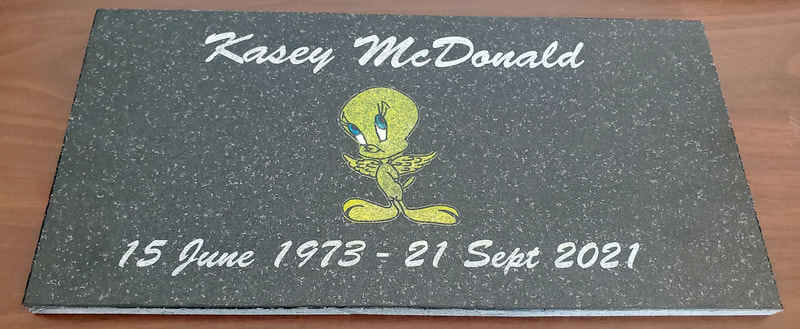 Kasey McDonald
15 June 1973 - 21 Sept 2021